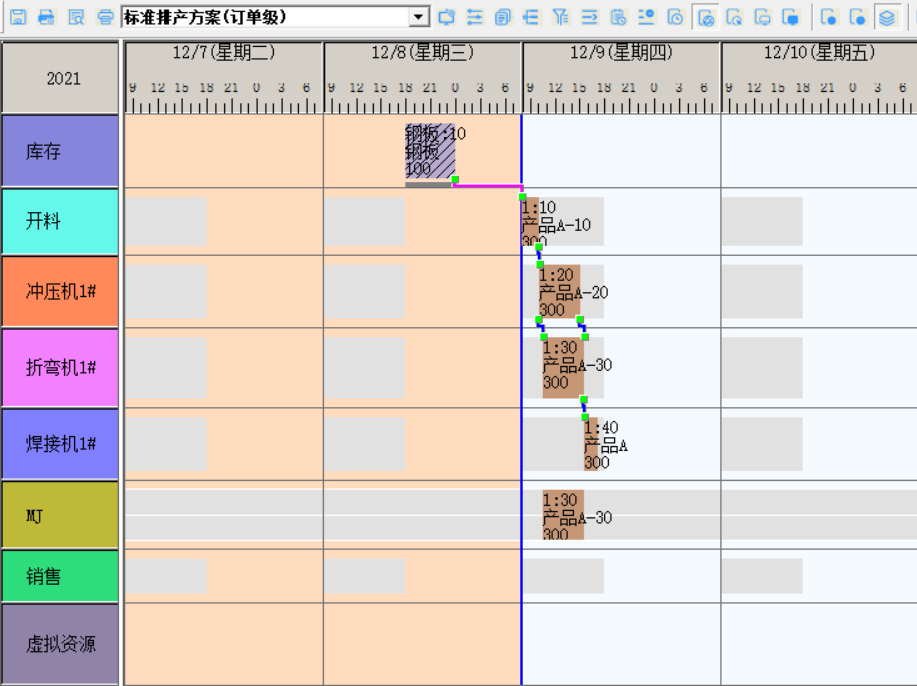 标准排产方案(订单级)
2021
12/7(星期二)
12/8(星期三)
12/9(星期四)
12/10(星期五)
9 12 15 18 21 0 3 6
9 12 15 18 21 0 3 6
9 12 15 18 21 0 3 6
9 12 15 18 21 0 3 6
库存
钢板:10
钢板
100
开料
1:10
产品A-10
300
冲压机1#
1:20
产品A-20
300
折弯机1#
1:30
产品A-30
300
焊接机1#
1:40
产品A
300
MJ
1:30
产品A-30
300
销售
虚拟资源